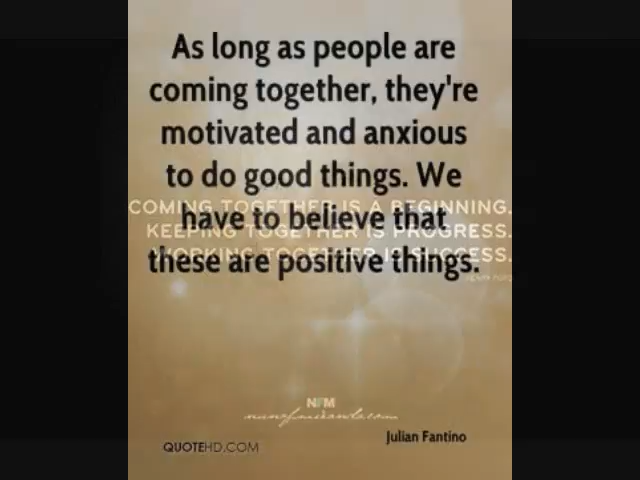 As long as people are
coming together, they're
motivated and anxious
to do good things. We
have to believe that
these are positive things.
COMING TOGETHER IS A BEGINNING.
KEEPING TOGETHER IS PROGRESS.
WORKING TOGETHER IS SUCCESS.
HENRY FORD
NFM
Julian Fantino
QUOTEHD.COM